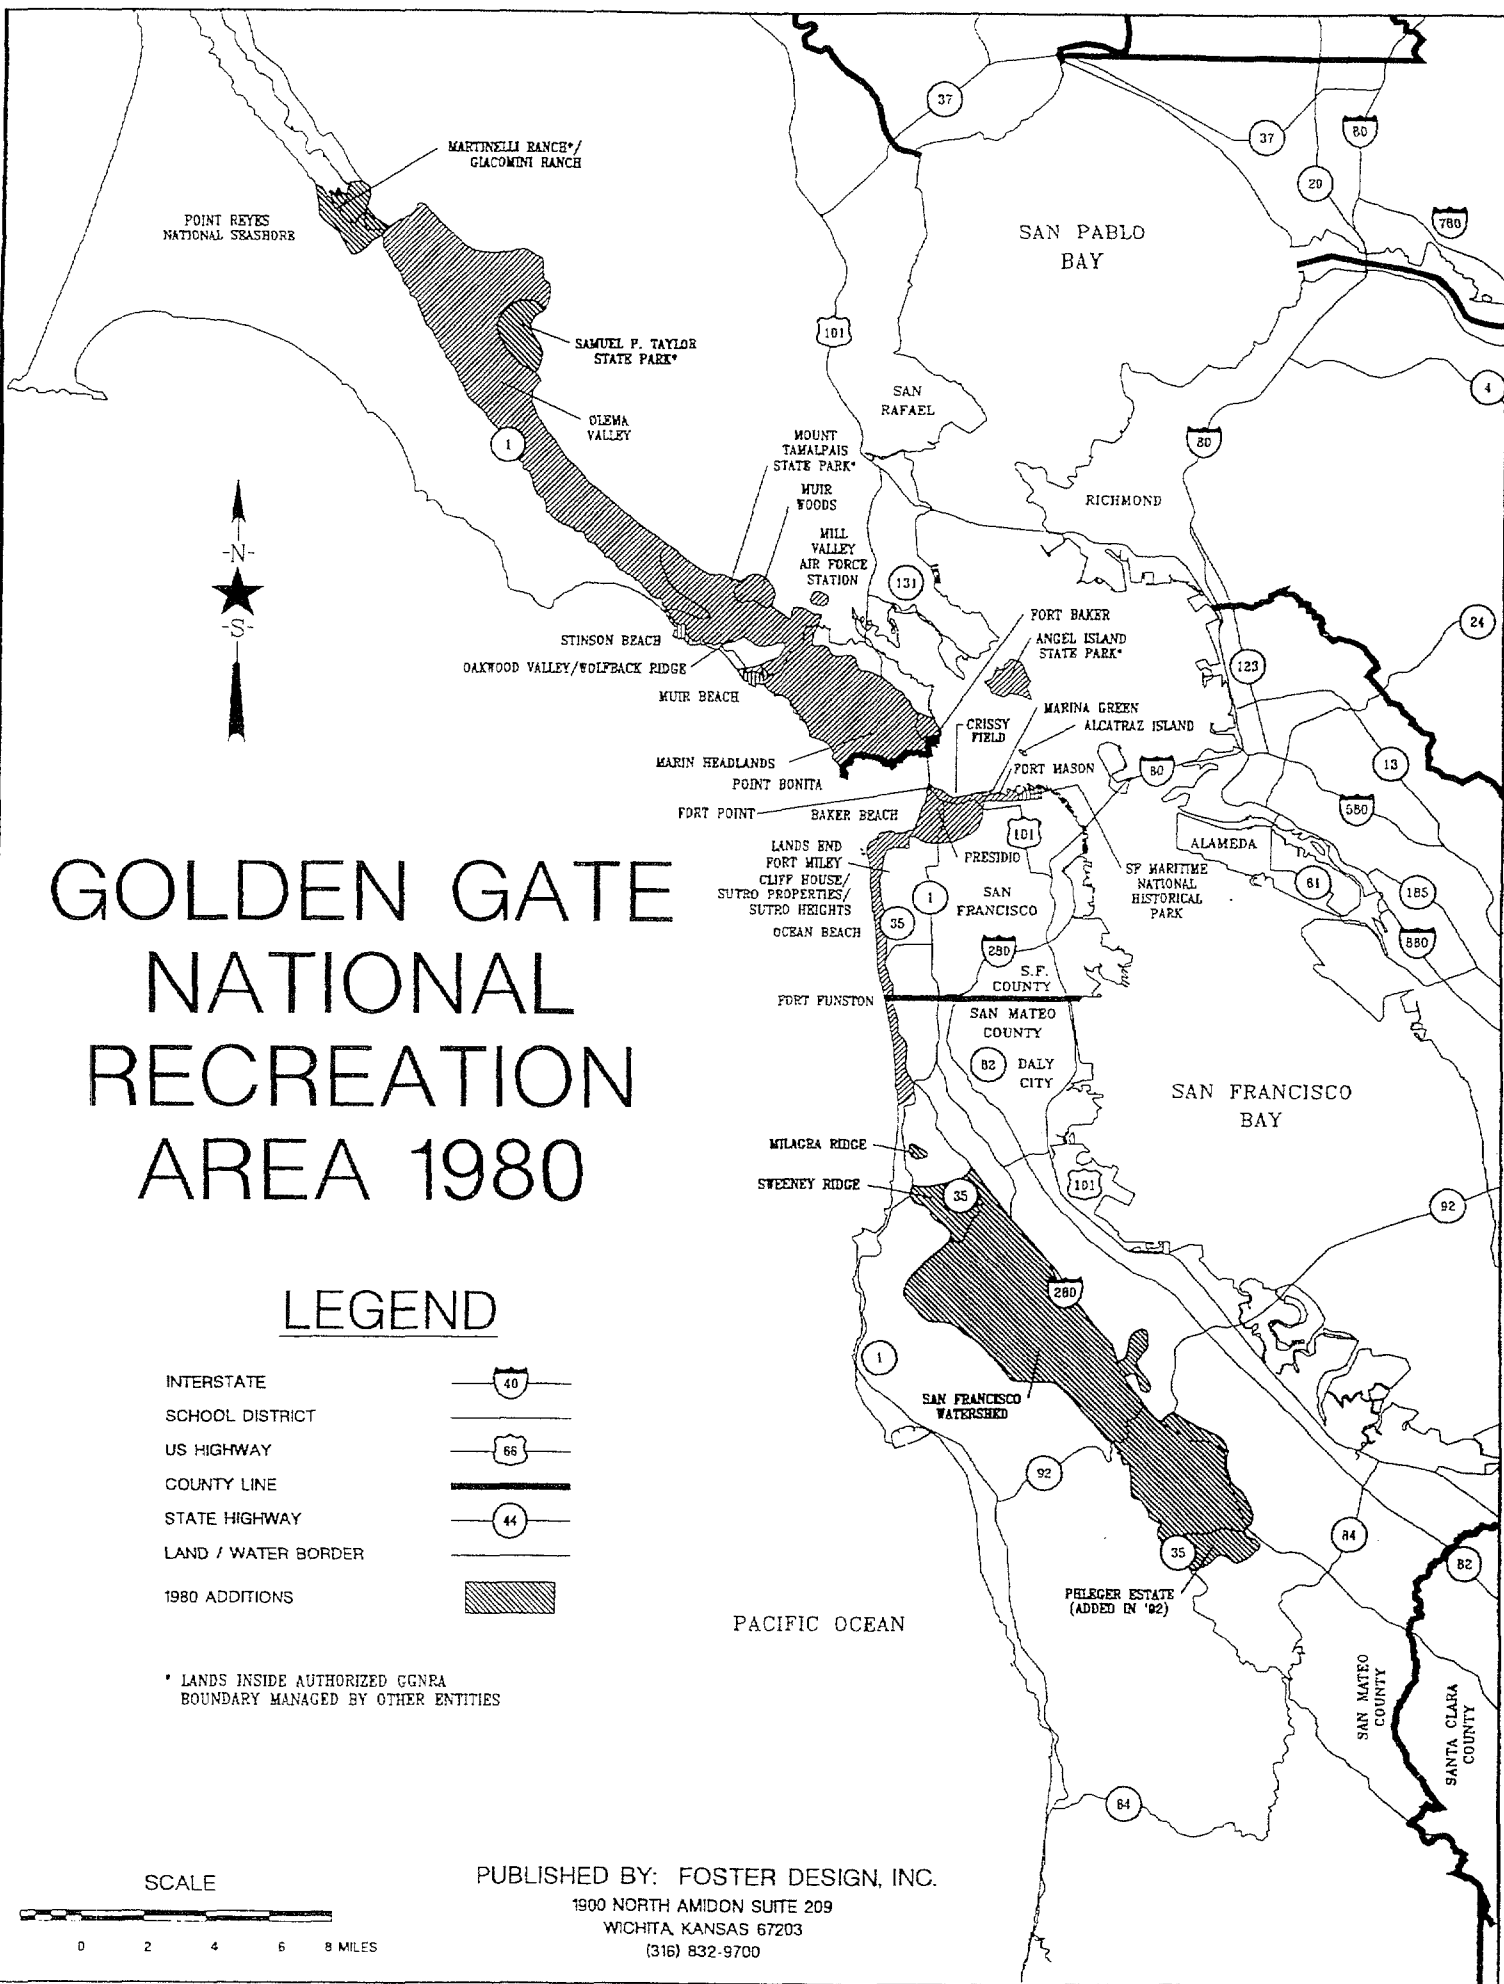 37
37
80
20
780
MARTINELLI RANCH*/
GIACOMINI RANCH
POINT REYES
NATIONAL SEASHORE
SAN PABLO
BAY
101
SAMUEL P. TAYLOR
STATE PARK*
4
SAN
RAFAEL
OLEMA
VALLEY
1
80
MOUNT
TAMALPAIS
STATE PARK*
MUIR
WOODS
RICHMOND
MILL
VALLEY
AIR FORCE
STATION
-N-
-S-
131
FORT BAKER
24
ANGEL ISLAND
STATE PARK*
STINSON BEACH
OAKWOOD VALLEY/WOLFBACK RIDGE
123
MUIR BEACH
MARINA GREEN
CRISSY
FIELD
ALCATRAZ ISLAND
MARIN HEADLANDS
POINT BONITA
FORT MASON
80
13
580
FORT POINT
BAKER BEACH
101
LANDS END
FORT MILEY
CLIFF HOUSE/
SUTRO PROPERTIES/
SUTRO HEIGHTS
OCEAN BEACH
PRESIDIO
ALAMEDA
SF MARITIME
NATIONAL
HISTORICAL
PARK
61
185
1
SAN
FRANCISCO
35
880
280
S.F.
COUNTY
FORT FUNSTON
SAN MATEO
COUNTY
82
DALY
CITY
SAN FRANCISCO
BAY
GOLDEN GATE
NATIONAL
RECREATION
AREA 1980
MILAGRA RIDGE
SWEENEY RIDGE
35
101
92
280
1
SAN FRANCISCO
WATERSHED
92
84
35
82
PHLEGER ESTATE
(ADDED IN '92)
PACIFIC OCEAN
SAN MATEO
COUNTY
SANTA CLARA
COUNTY
84
LEGEND
INTERSTATE 40
SCHOOL DISTRICT
US HIGHWAY 66
COUNTY LINE
STATE HIGHWAY 44
LAND / WATER BORDER
1980 ADDITIONS
* LANDS INSIDE AUTHORIZED GGNRA
BOUNDARY MANAGED BY OTHER ENTITIES
SCALE
0 2 4 6 8 MILES
PUBLISHED BY: FOSTER DESIGN, INC.
1900 NORTH AMIDON SUITE 209
WICHITA, KANSAS 67203
(316) 832-9700